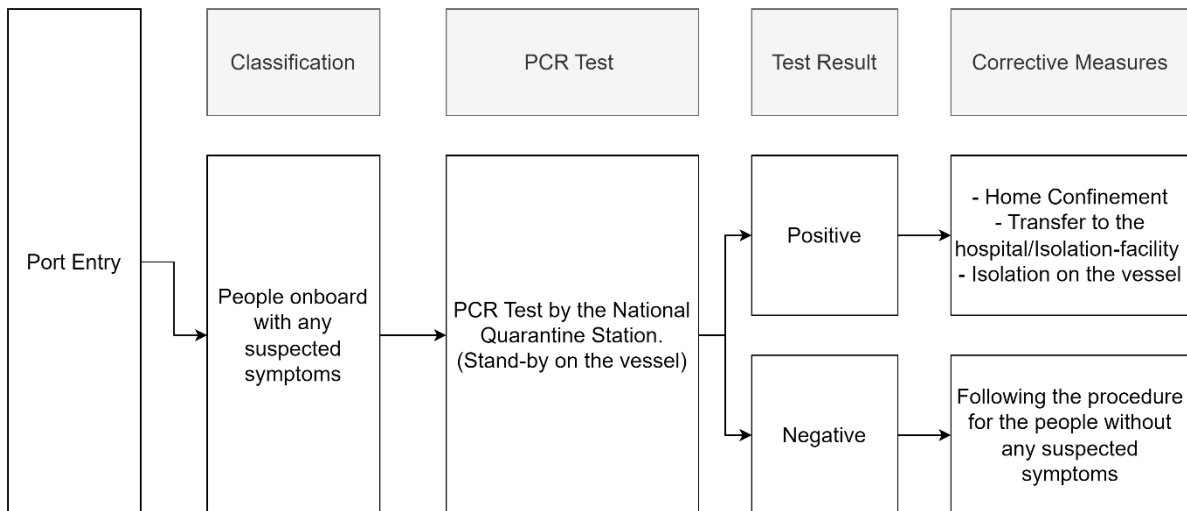 Classification
PCR Test
Test Result
Corrective Measures
Port Entry
People onboard
with any
suspected
symptoms
PCR Test by the National
Quarantine Station.
(Stand-by on the vessel)
Positive
- Home Confinement
- Transfer to the
hospital/Isolation-facility
- Isolation on the vessel
Negative
Following the procedure
for the people without
any suspected
symptoms